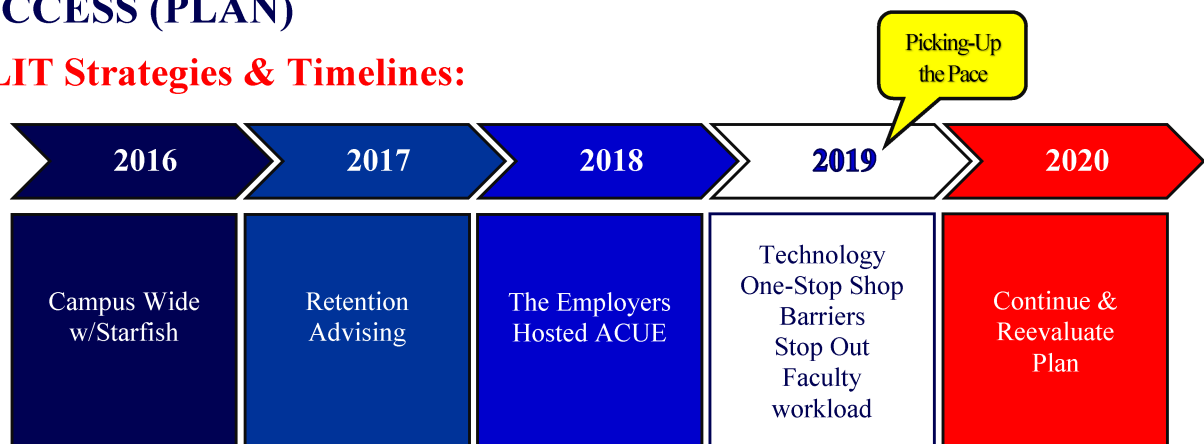 CCESS (PLAN)
LIT Strategies & Timelines:
Picking-Up
the Pace
2016
2017
2018
2019
2020
Campus Wide
w/Starfish
Retention
Advising
The Employers
Hosted ACUE
Technology
One-Stop Shop
Barriers
Stop Out
Faculty
workload
Continue &
Reevaluate
Plan